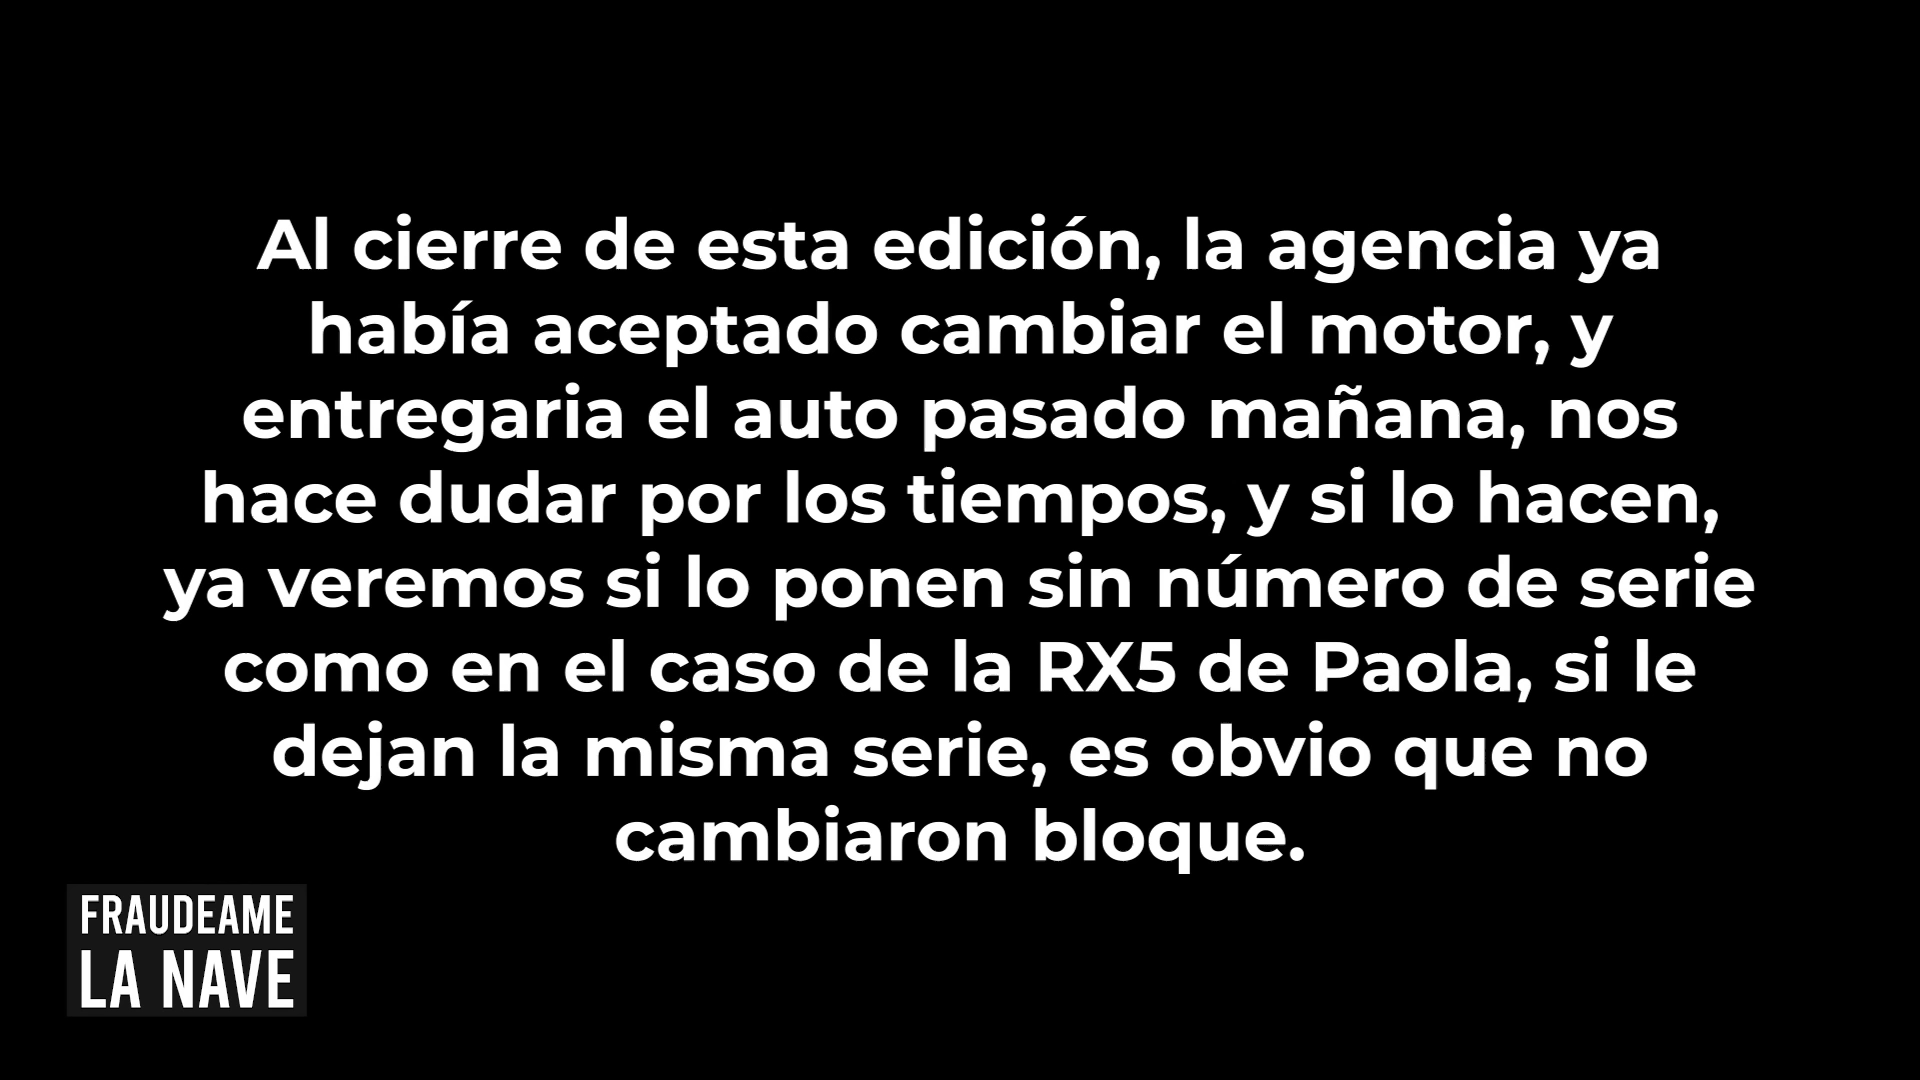 Al cierre de esta edición, la agencia ya
había aceptado cambiar el motor, y
entregaria el auto pasado mañana, nos
hace dudar por los tiempos, y si lo hacen,
ya veremos si lo ponen sin número de serie
como en el caso de la RX5 de Paola, si le
dejan la misma serie, es obvio que no
cambiaron bloque.
FRAUDEAME
LA NAVE